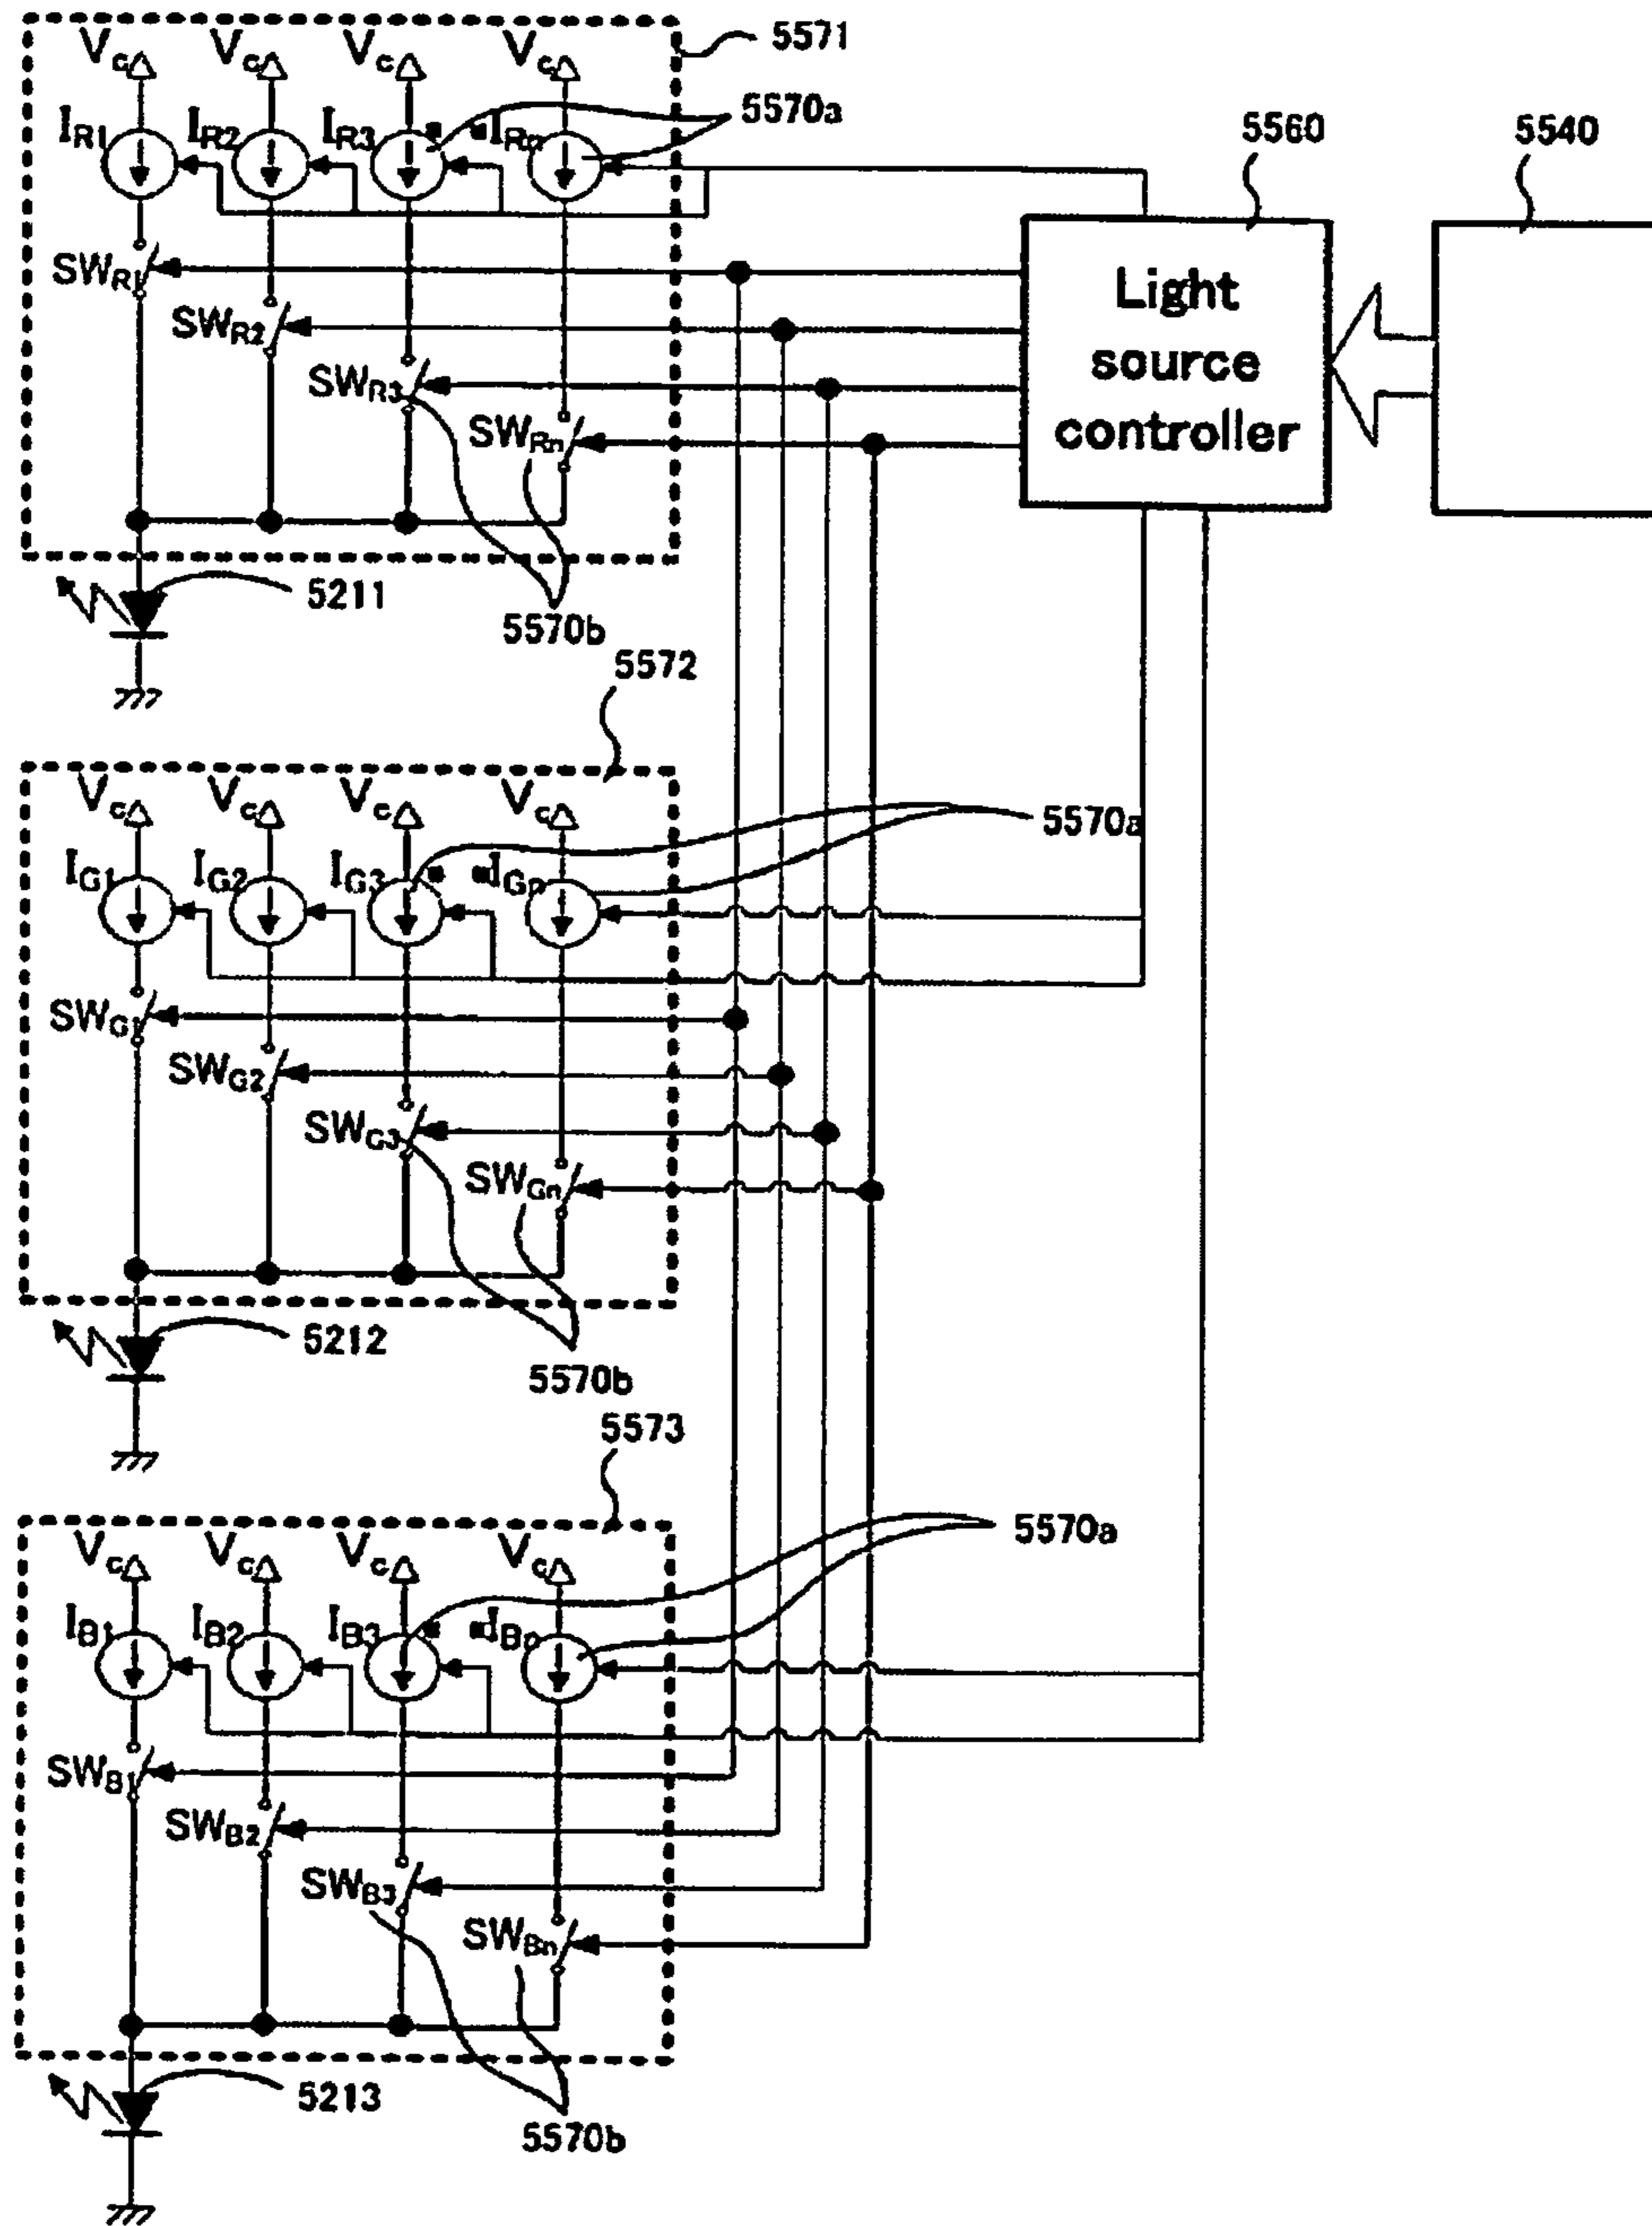 5571
Vc Vc Vc Vc
5570a
IR1 IR2 IR3 IRn
5560 5540
SWR1
Light
source
controller
SWR2
SWR3
SWRn
5211
5570b
5572
Vc Vc Vc Vc
5570a
IG1 IG2 IG3 IGn
SWG1
SWG2
SWG3
SWGn
5212
5570b
5573
Vc Vc Vc Vc
5570a
IB1 IB2 IB3 IBn
SWB1
SWB2
SWB3
SWBn
5213
5570b